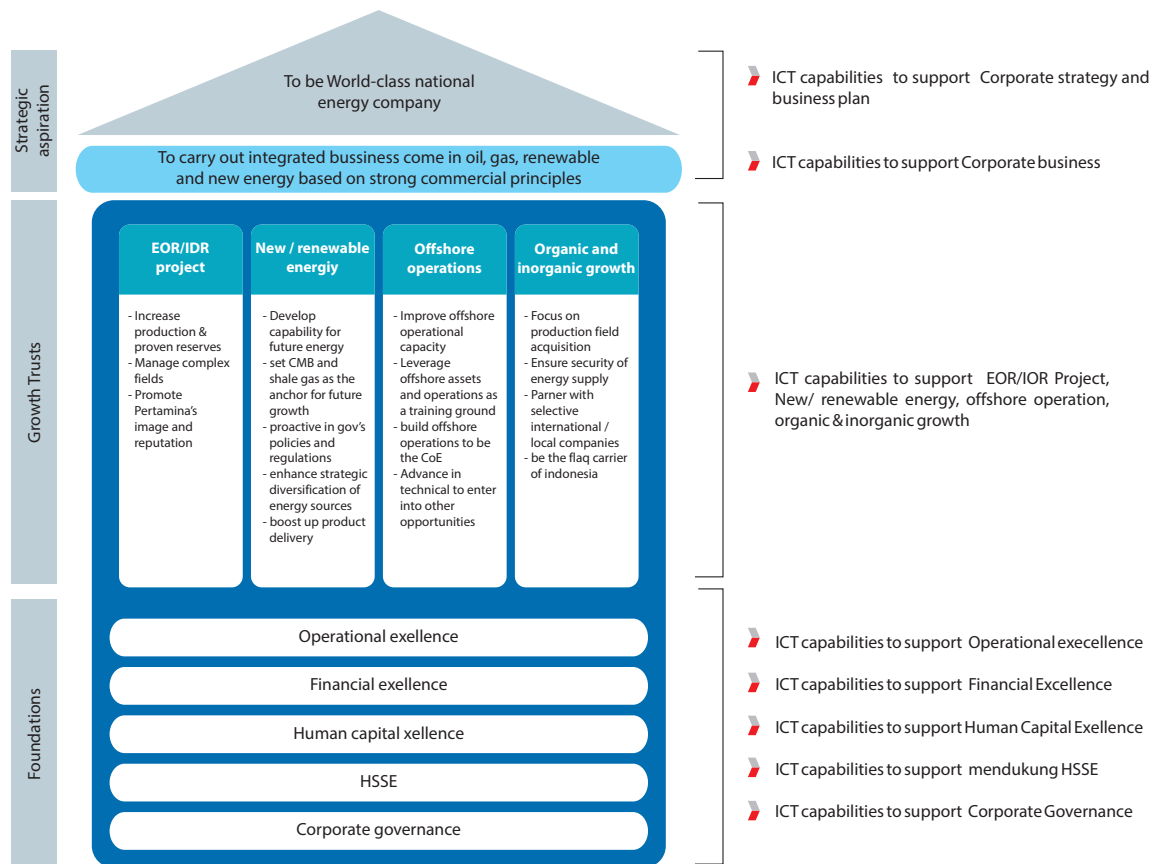 Strategic
aspiration
To be World-class national
energy company
To carry out integrated bussiness come in oil, gas, renewable
and new energy based on strong commercial principles
ICT capabilities to support Corporate strategy and
business plan
ICT capabilities to support Corporate business
Growth Trusts
EOR/IDR
project
- Increase
production &
proven reserves
- Manage complex
fields
- Promote
Pertamina's
image and
reputation
New / renewable
energiy
- Develop
capability for
future energy
- set CMB and
shale gas as the
anchor for future
growth
- proactive in gov's
policies and
regulations
- enhance strategic
diversification of
energy sources
- boost up product
delivery
Offshore
operations
- Improve offshore
operational
capacity
- Leverage
offshore assets
and operations as
a training ground
- build offshore
operations to be
the CoE
- Advance in
technical to enter
into other
opportunities
Organic and
inorganic growth
- Focus on
production field
acquisition
- Ensure security of
energy supply
- Parner with
selective
international /
local companies
- be the flaq carrier
of indonesia
ICT capabilities to support EOR/IOR Project,
New/ renewable energy, offshore operation,
organic & inorganic growth
Foundations
Operational exellence
Financial exellence
Human capital xellence
HSSE
Corporate governance
ICT capabilities to support Operational execellence
ICT capabilities to support Financial Excellence
ICT capabilities to support Human Capital Exellence
ICT capabilities to support mendukung HSSE
ICT capabilities to support Corporate Governance